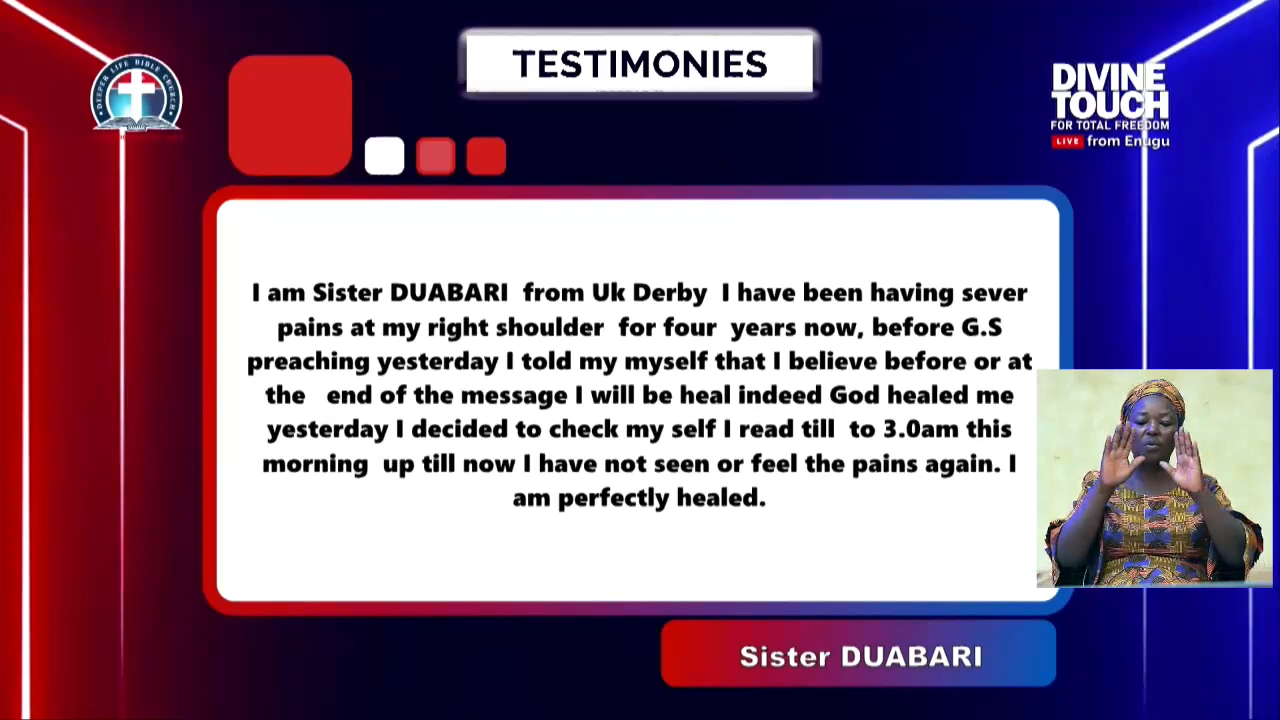 TESTIMONIES
DEEPER LIFE BIBLE CHURCH
DIVINE
TOUCH
FOR TOTAL FREEDOM
LIVE from Enugu
I am Sister DUABARI from Uk Derby I have been having sever
pains at my right shoulder for four years now, before G.S
preaching yesterday I told my myself that I believe before or at
the end of the message I will be heal indeed God healed me
yesterday I decided to check my self I read till to 3.0am this
morning up till now I have not seen or feel the pains again. I
am perfectly healed.
Sister DUABARI